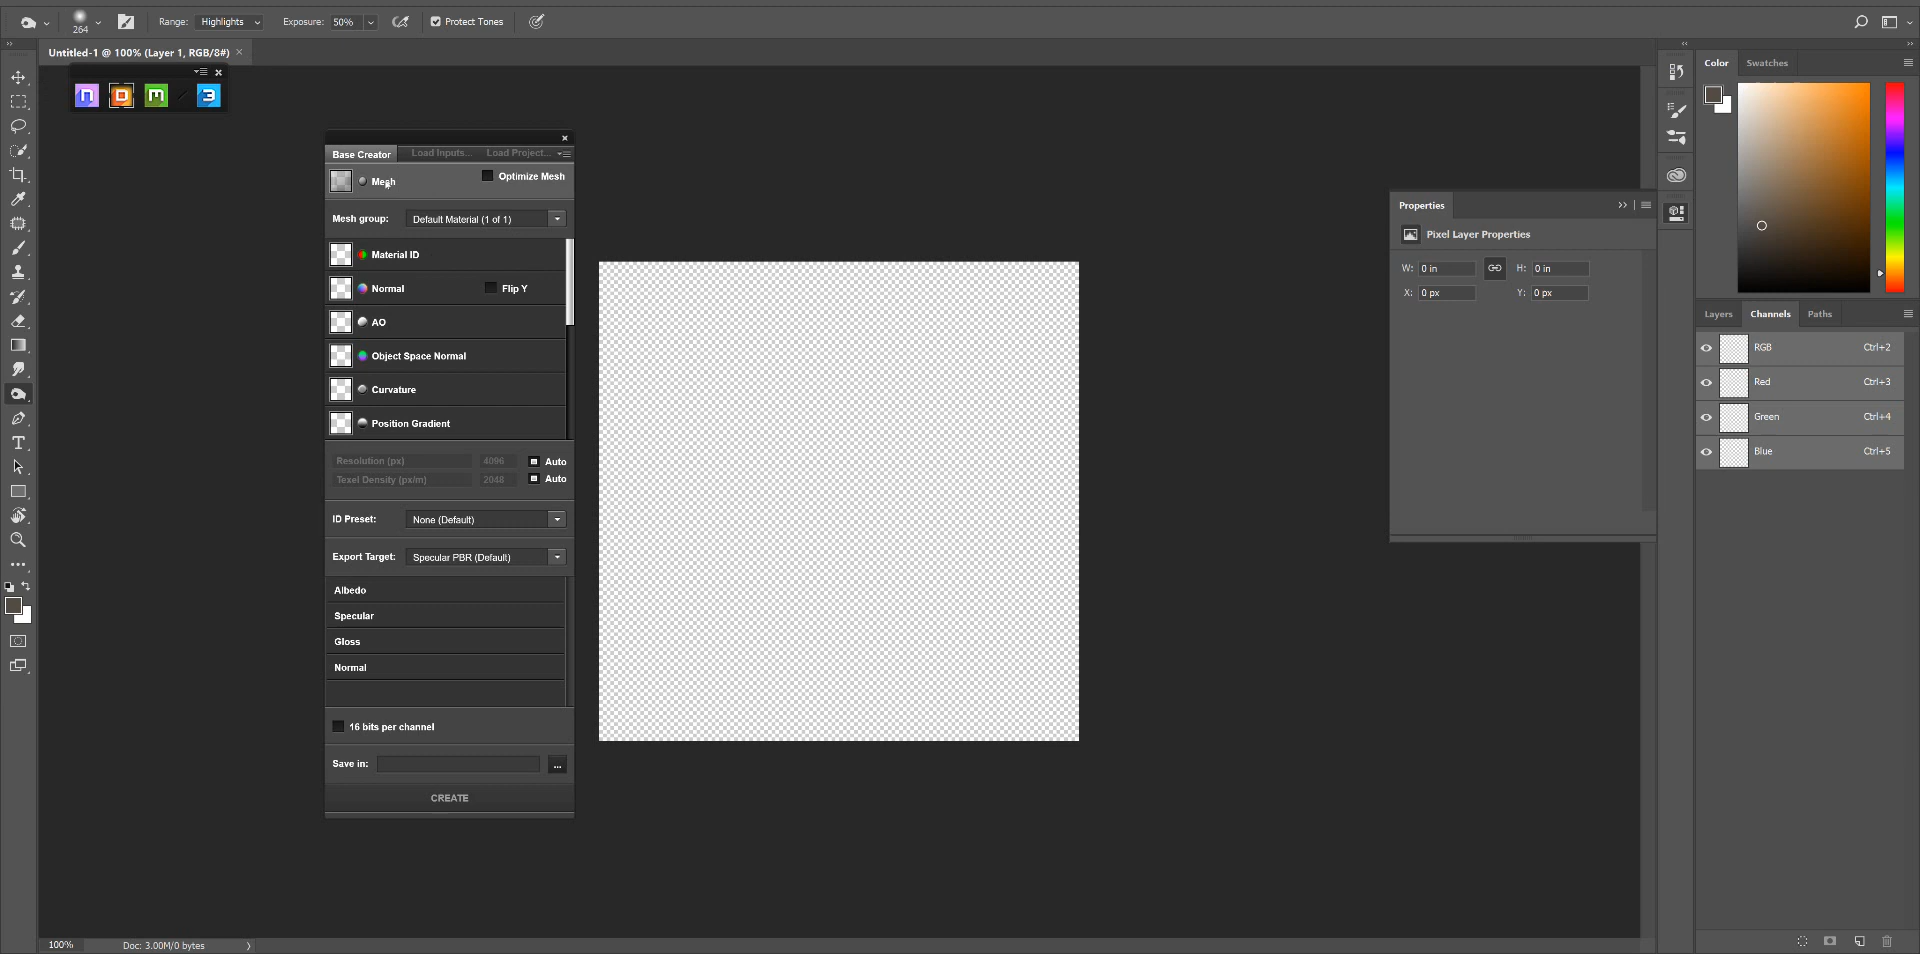 264
Range: Highlights
Exposure: 50%
Protect Tones
Untitled-1 @ 100% (Layer 1, RGB/8#)
n D m 3
Base Creator Load Inputs... Load Project...
Mesh
Optimize Mesh
Mesh group: Default Material (1 of 1)
Material ID
Normal Flip Y
AO
Object Space Normal
Curvature
Position Gradient
Resolution (px) 4096 Auto
Texel Density (px/m) 2048 Auto
ID Preset: None (Default)
Export Target: Specular PBR (Default)
Albedo
Specular
Gloss
Normal
16 bits per channel
Save in: ...
CREATE
Properties
Pixel Layer Properties
W: 0 in H: 0 in
X: 0 px Y: 0 px
Color Swatches
Layers Channels Paths
RGB Ctrl+2
Red Ctrl+3
Green Ctrl+4
Blue Ctrl+5
100% Doc: 3.00M/0 bytes